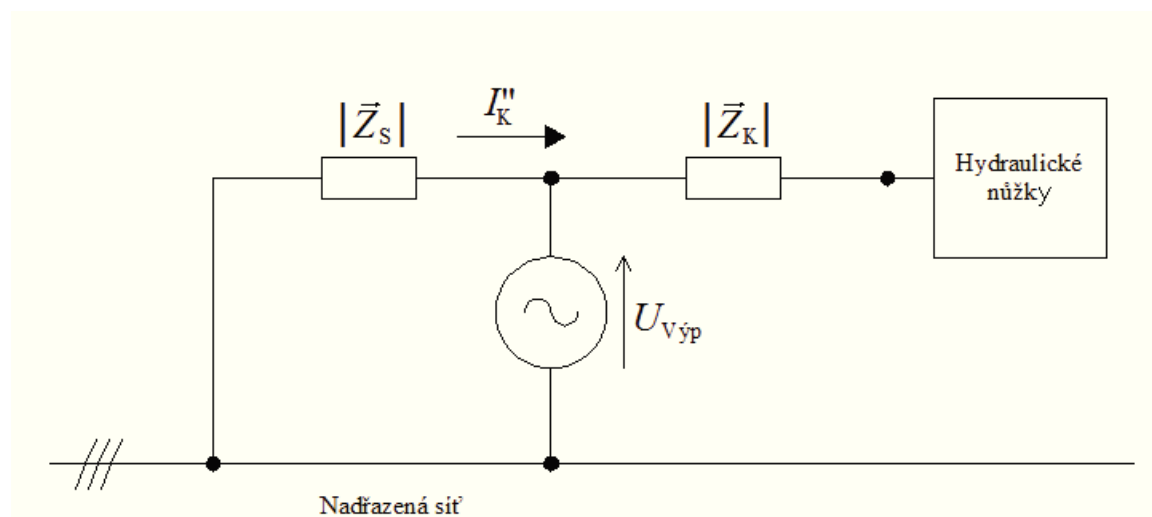 |Z⃗S|
I"K
|Z⃗K|
Hydraulické
nůžky
UVýp
Nadřazená síť